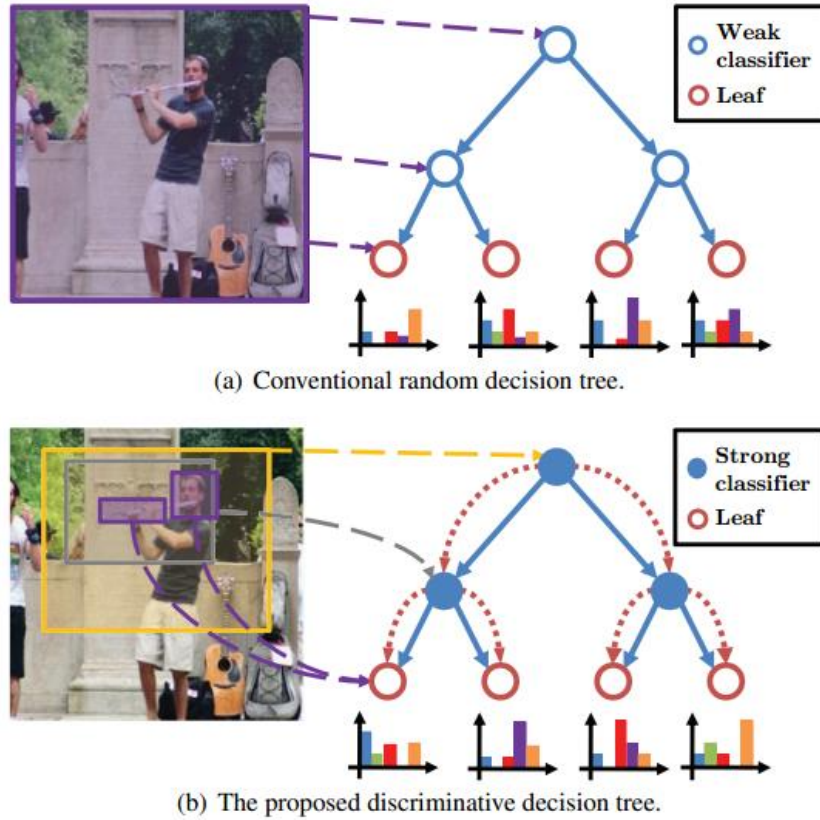 Weak
classifier
Leaf
(a) Conventional random decision tree.
Strong
classifier
Leaf
(b) The proposed discriminative decision tree.